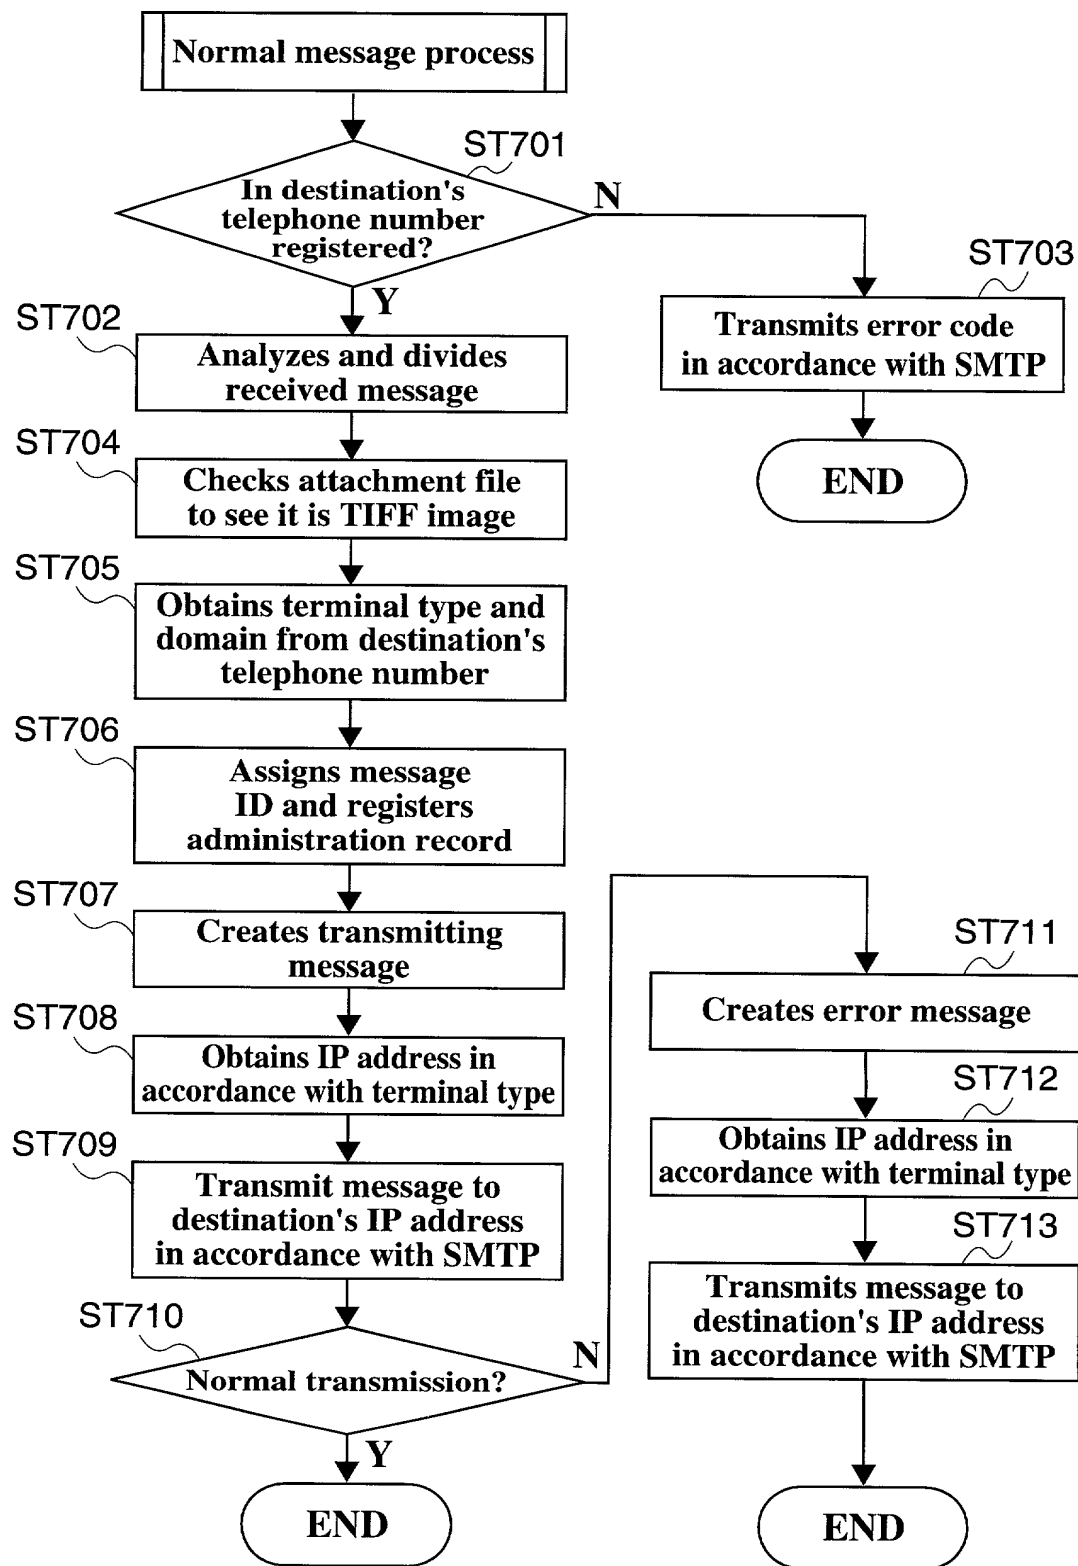 Normal message process
ST701
In destination's
telephone number
registered?
N
Y
ST703
Transmits error code
in accordance with SMTP
END
ST702
Analyzes and divides
received message
ST704
Checks attachment file
to see it is TIFF image
ST705
Obtains terminal type and
domain from destination's
telephone number
ST706
Assigns message
ID and registers
administration record
ST707
Creates transmitting
message
ST708
Obtains IP address in
accordance with terminal type
ST709
Transmit message to
destination's IP address
in accordance with SMTP
ST710
Normal transmission?
N
Y
END
ST711
Creates error message
ST712
Obtains IP address in
accordance with terminal type
ST713
Transmits message to
destination's IP address
in accordance with SMTP
END